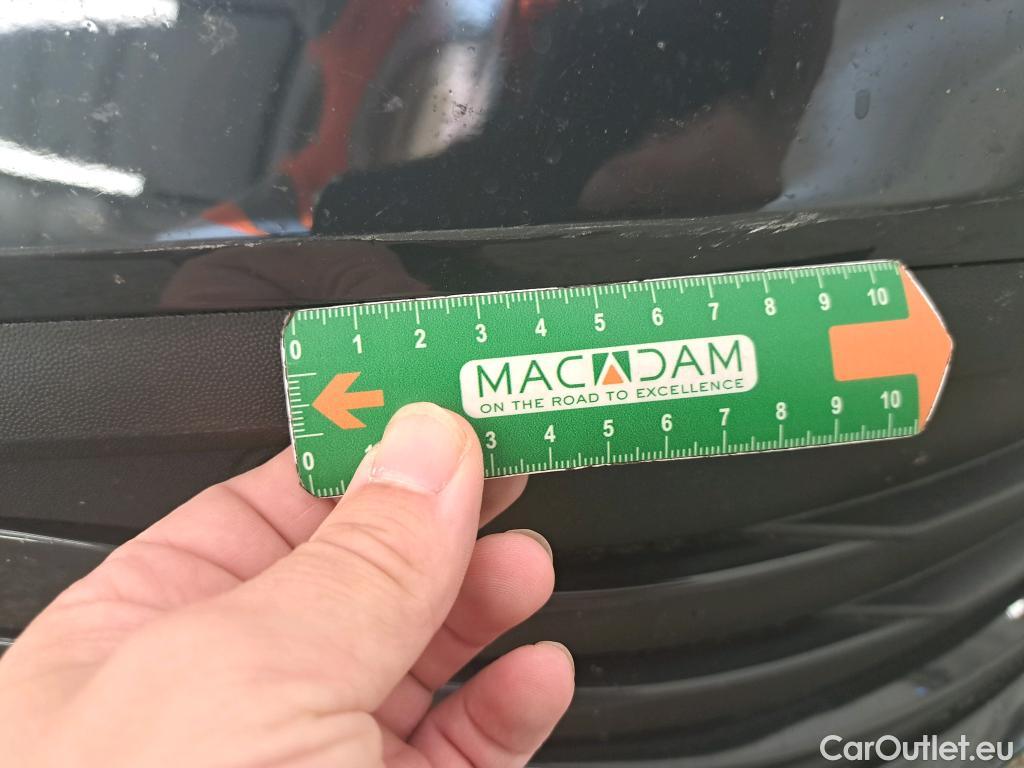 0 1 2 3 4 5 6 7 8 9 10
MACADAM
ON THE ROAD TO EXCELLENCE
0 1 3 4 5 6 7 8 9 10
CarOutlet.eu